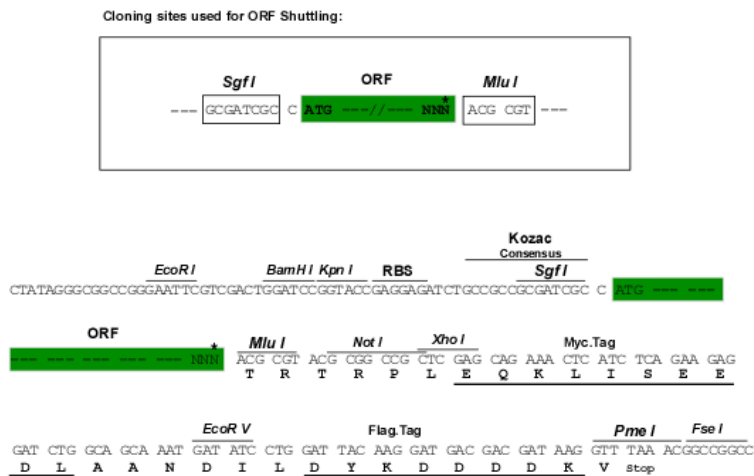 Cloning sites used for ORF Shuttling:
Sgf I ORF Mlu I
--- GCGATCGC C ATG ---//--- NNN * ACG CGT ---
Kozac
Consensus
EcoR I BamH I Kpn I RBS Sgf I
CTATAGGGCGGCCGGGAATTCGTCGACTGGATCCGGTACCGAGGAGATCTGCCGCCGCGATCGC C ATG --- ---
ORF * Mlu I Not I Xho I Myc.Tag
--- --- --- --- --- NNN ACG CGT ACG CGG CCG CTC GAG CAG AAA CTC ATC TCA GAA GAG
T R T R P L E Q K L I S E E
EcoR V Flag.Tag Pme I Fse I
GAT CTG GCA GCA AAT GAT ATC CTG GAT TAC AAG GAT GAC GAC GAT AAG GTT TAA ACGGCCGGCC
D L A A N D I L D Y K D D D D K V Stop